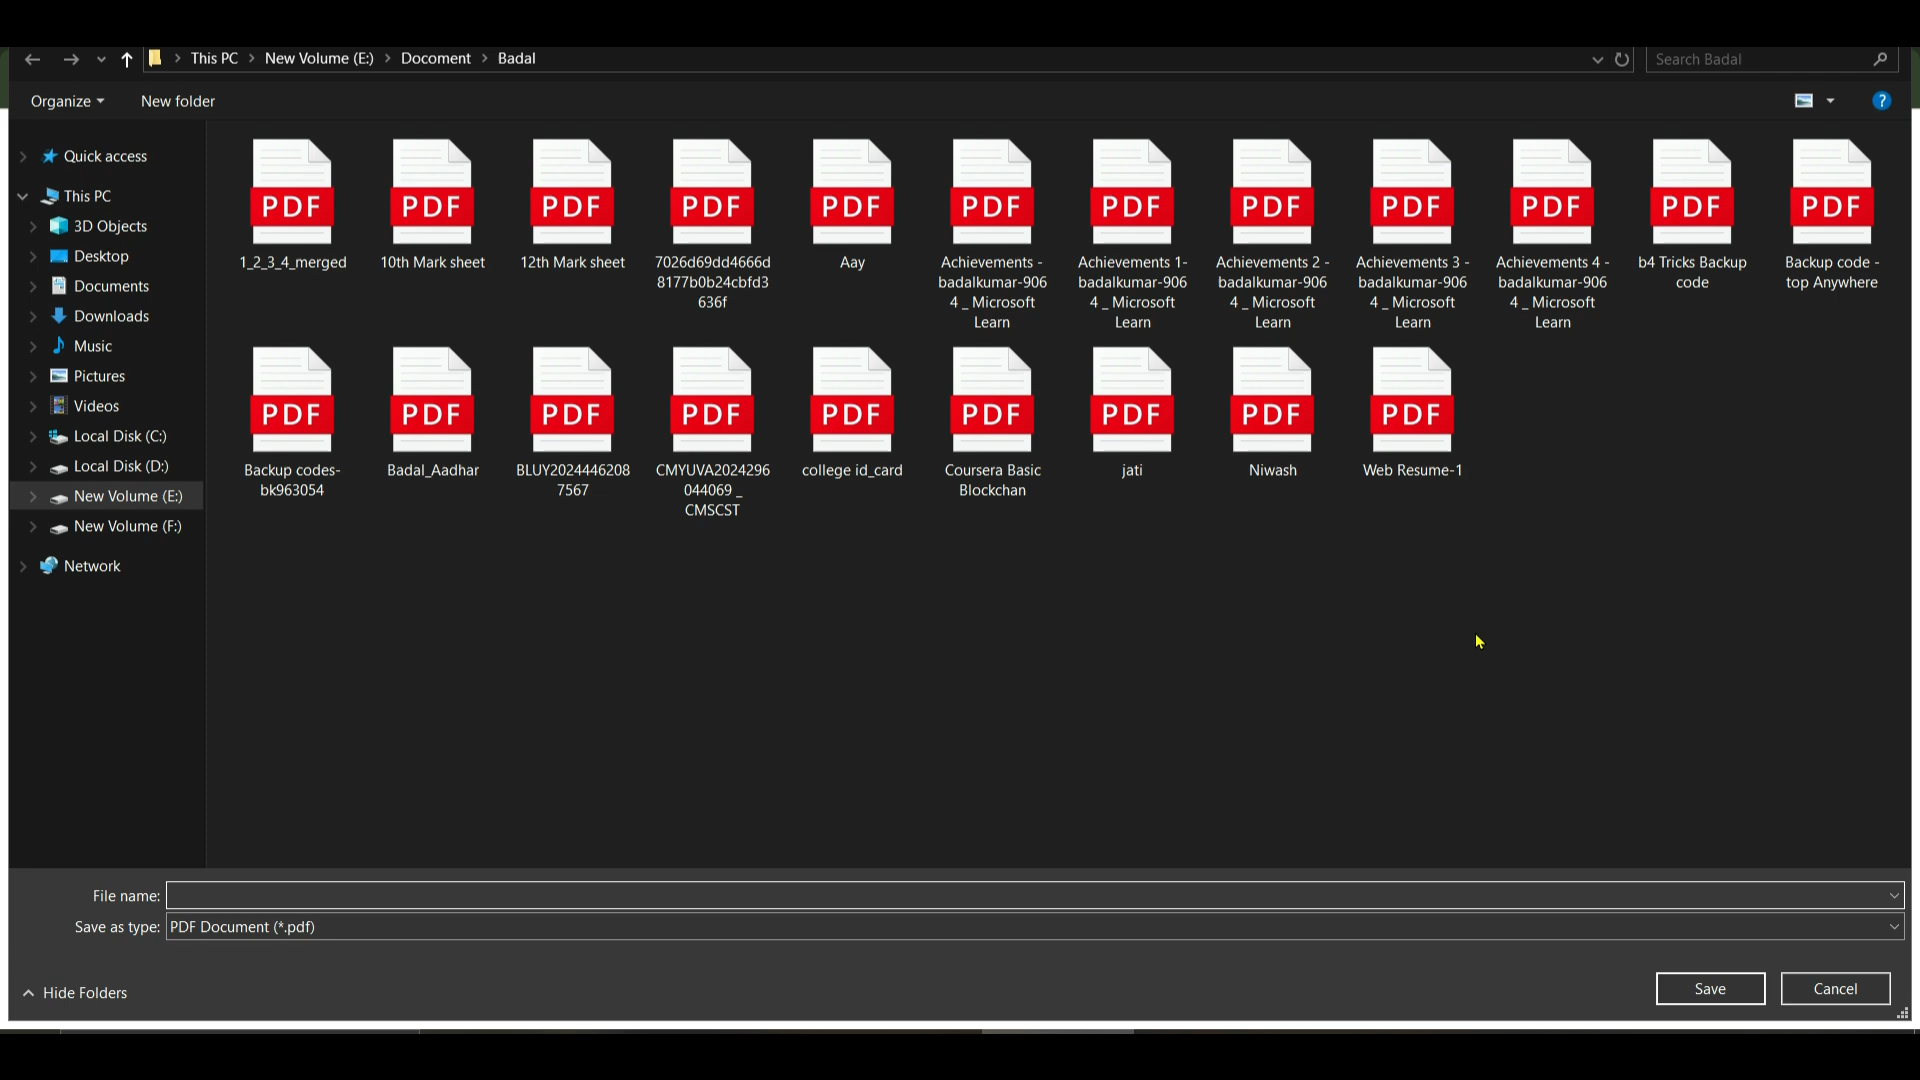 This PC > New Volume (E:) > Docoment > Badal
Search Badal
Organize
New folder
?
Quick access
This PC
3D Objects
Desktop
Documents
Downloads
Music
Pictures
Videos
Local Disk (C:)
Local Disk (D:)
New Volume (E:)
New Volume (F:)
Network
PDF PDF PDF PDF PDF PDF PDF PDF PDF PDF PDF PDF
1_2_3_4_merged
10th Mark sheet
12th Mark sheet
7026d69dd4666d
8177b0b24cbfd3
636f
Aay
Achievements -
badalkumar-906
4 _ Microsoft
Learn
Achievements 1-
badalkumar-906
4 _ Microsoft
Learn
Achievements 2 -
badalkumar-906
4 _ Microsoft
Learn
Achievements 3 -
badalkumar-906
4 _ Microsoft
Learn
Achievements 4 -
badalkumar-906
4 _ Microsoft
Learn
b4 Tricks Backup
code
Backup code -
top Anywhere
PDF PDF PDF PDF PDF PDF PDF PDF PDF
Backup codes-
bk963054
Badal_Aadhar
BLUY2024446208
7567
CMYUVA2024296
044069 _
CMSCST
college id_card
Coursera Basic
Blockchan
jati
Niwash
Web Resume-1
File name:
Save as type: PDF Document (*.pdf)
Hide Folders
Save
Cancel